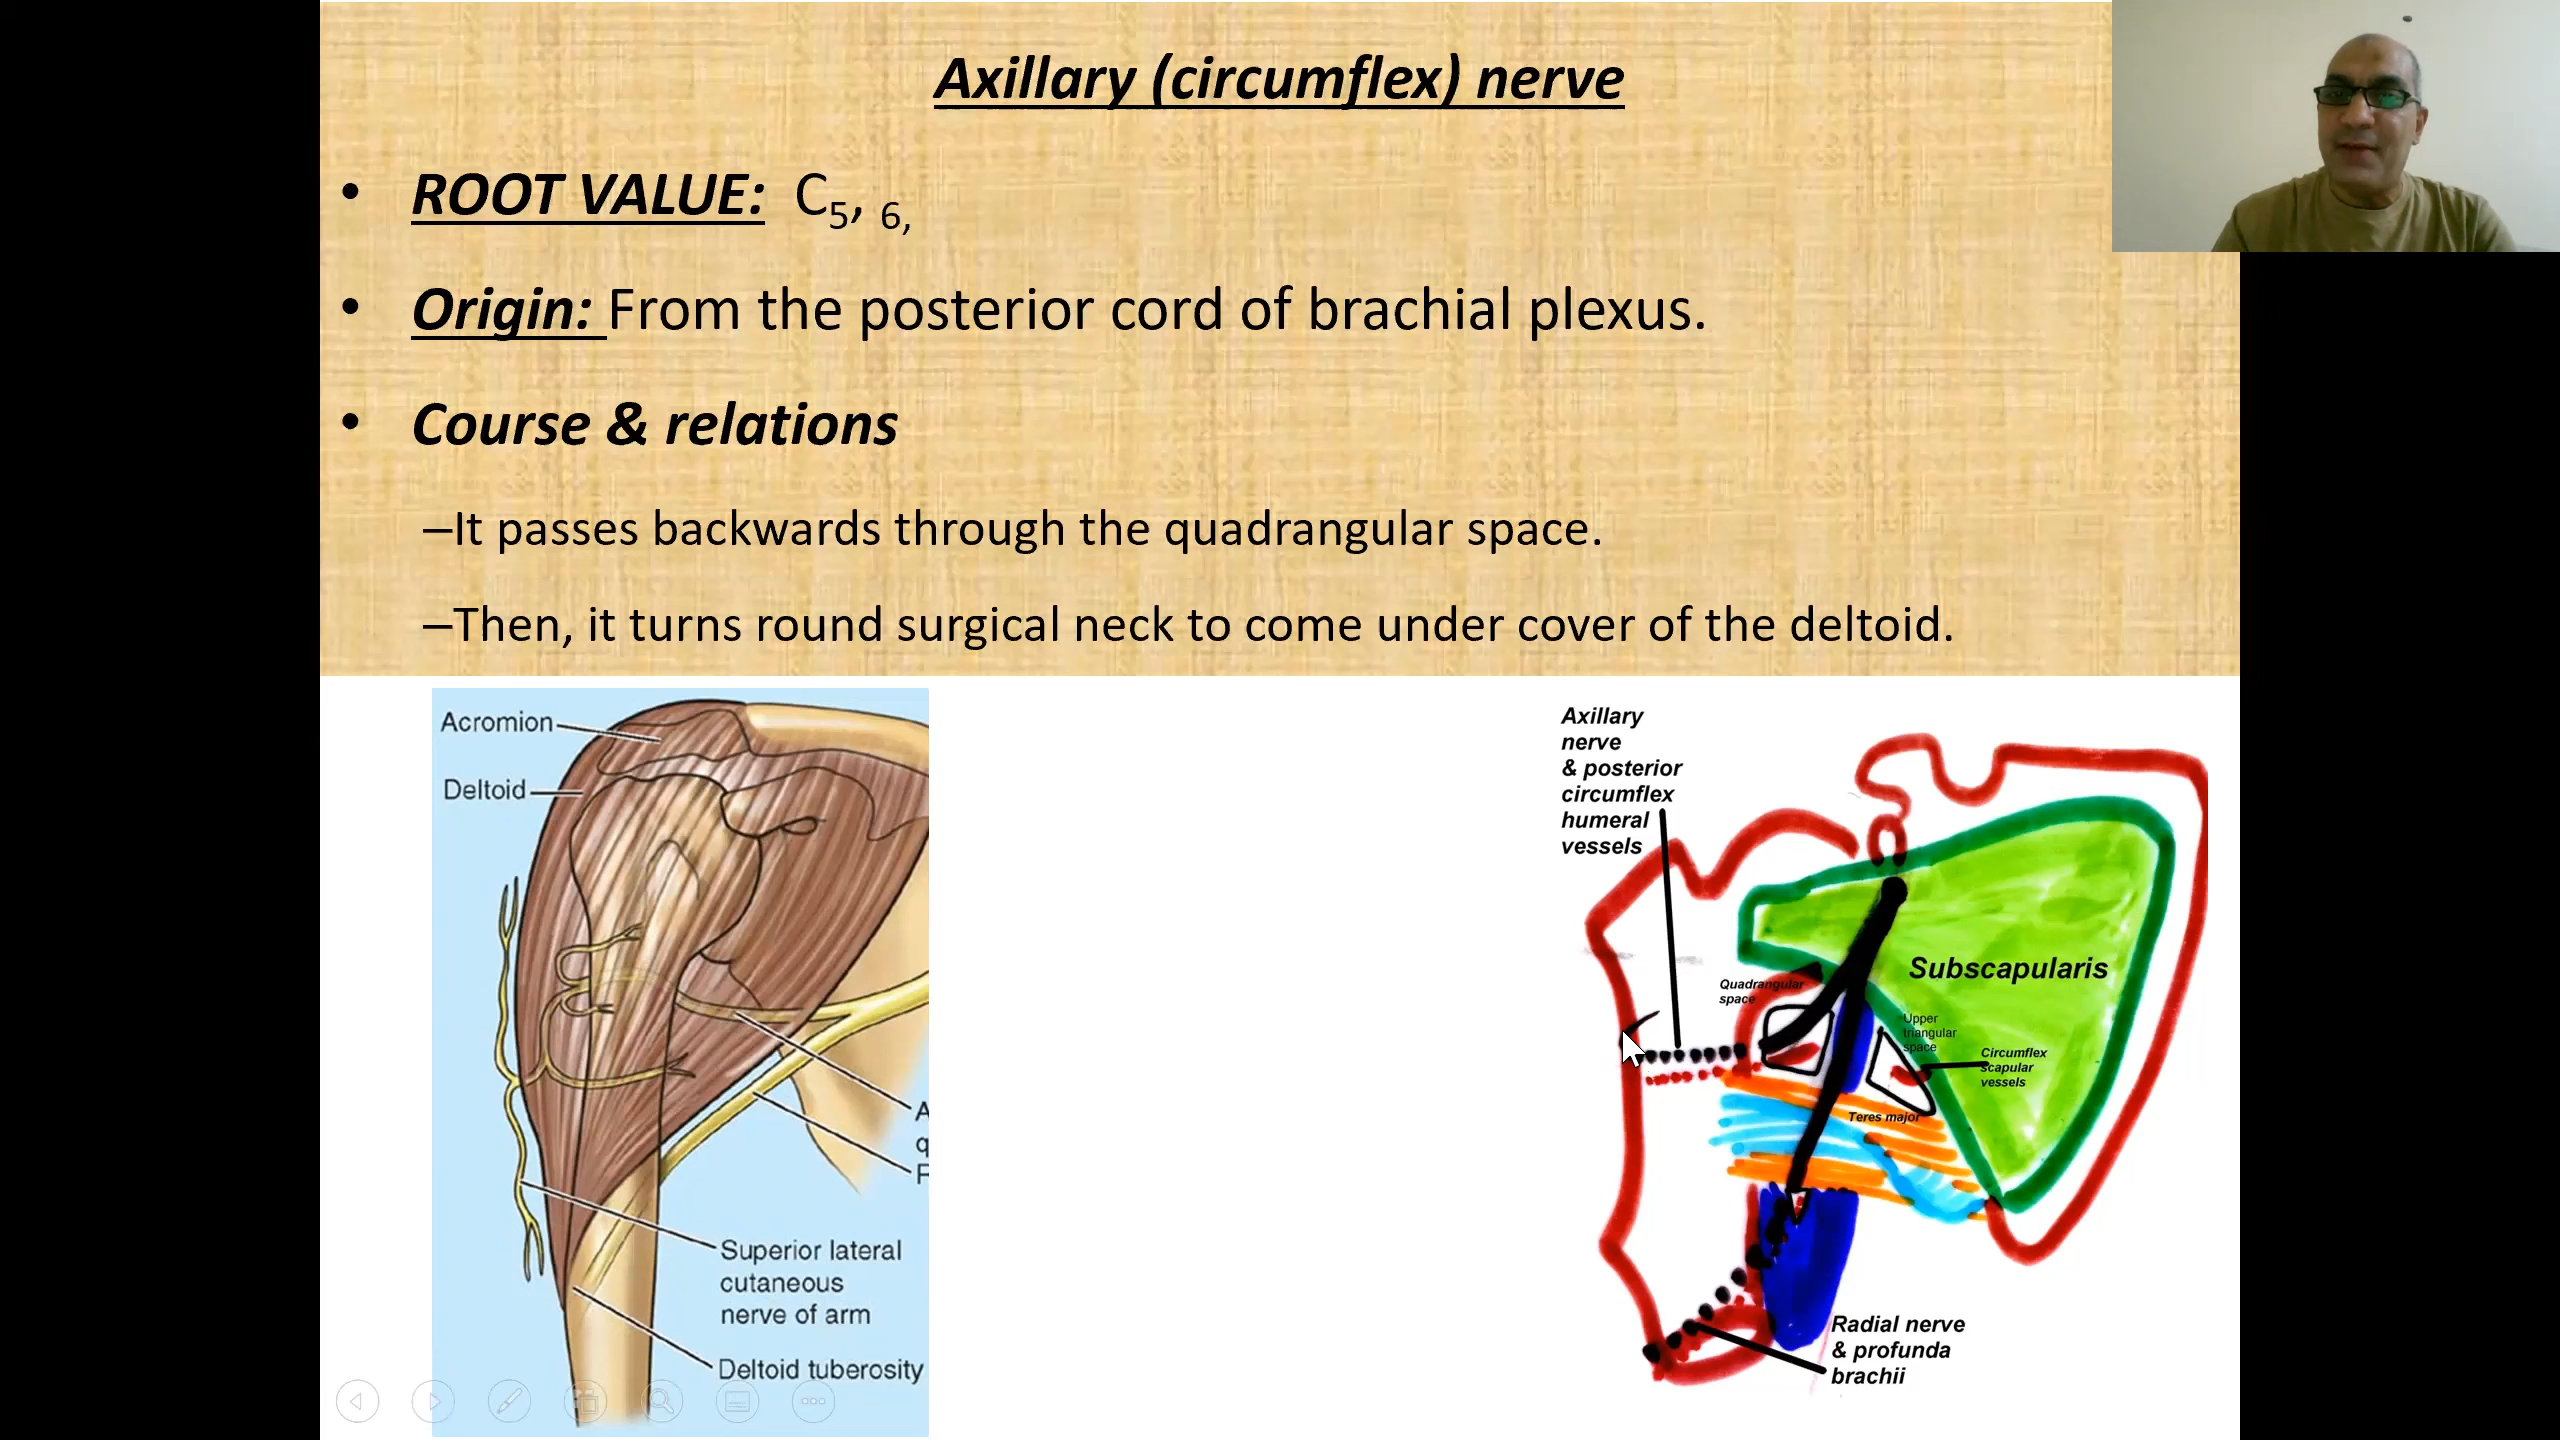 Axillary (circumflex) nerve
• ROOT VALUE: C5, 6,
• Origin: From the posterior cord of brachial plexus.
• Course & relations
–It passes backwards through the quadrangular space.
–Then, it turns round surgical neck to come under cover of the deltoid.
Acromion
Deltoid
A
q
F
Superior lateral
cutaneous
nerve of arm
Deltoid tuberosity
Axillary
nerve
& posterior
circumflex
humeral
vessels
Quadrangular
space
Subscapularis
Upper
triangular
space
Circumflex
scapular
vessels
Teres major
Radial nerve
& profunda
brachii